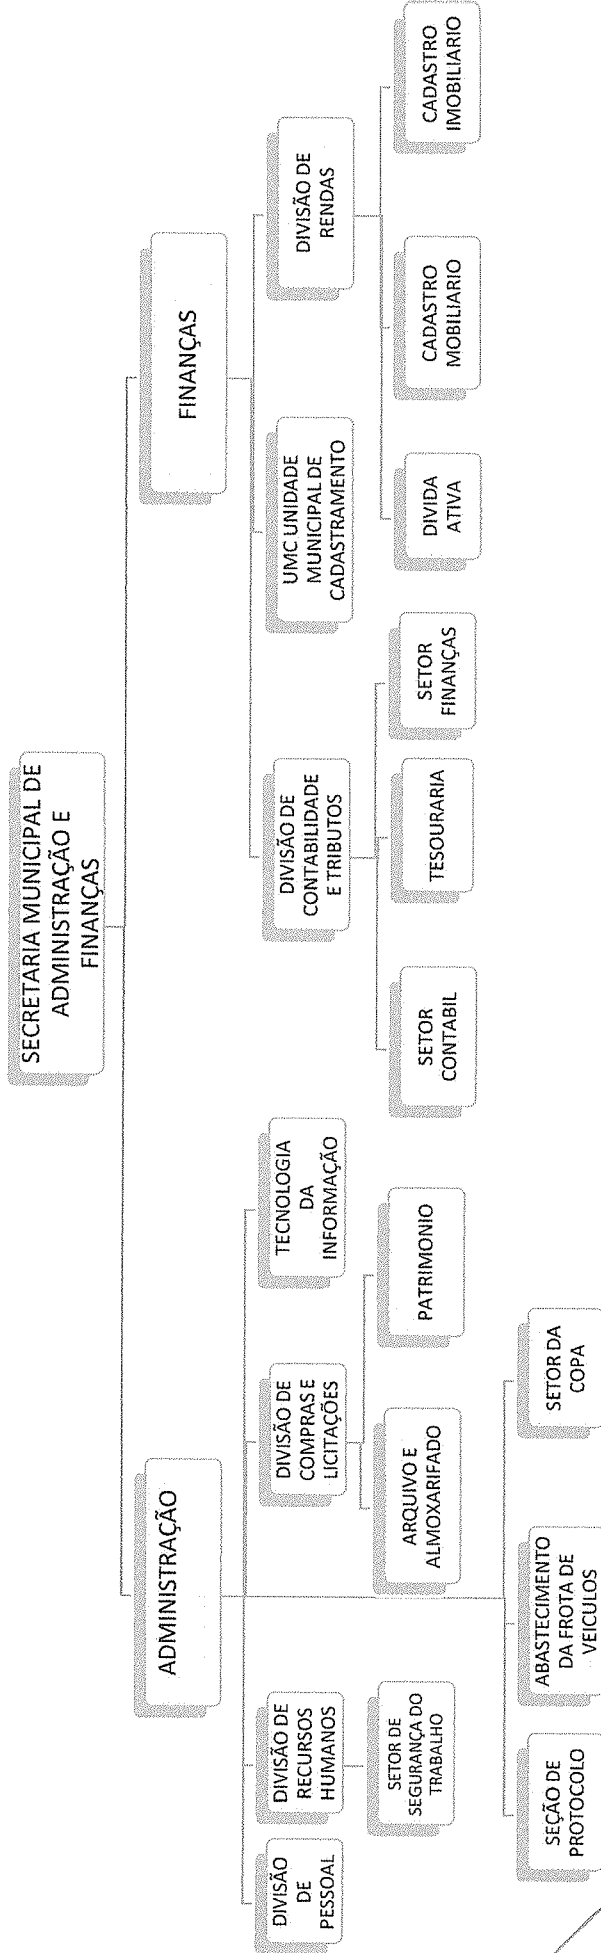 SECRETARIA MUNICIPAL DE
ADMINISTRAÇÃO E
FINANÇAS
ADMINISTRAÇÃO
FINANÇAS
DIVISÃO
DE
PESSOAL
DIVISÃO DE
RECURSOS
HUMANOS
DIVISÃO DE
COMPRAS E
LICITAÇÕES
TECNOLOGIA
DA
INFORMAÇÃO
DIVISÃO DE
CONTABILIDADE
E TRIBUTOS
UMC UNIDADE
MUNICIPAL DE
CADASTRAMENTO
DIVISÃO DE
RENDAS
SETOR DE
SEGURANÇA DO
TRABALHO
ARQUIVO E
ALMOXARIFADO
PATRIMONIO
SETOR
CONTABIL
TESOURARIA
SETOR
FINANÇAS
DIVIDA
ATIVA
CADASTRO
MOBILIARIO
CADASTRO
IMOBILIARIO
SEÇÃO DE
PROTOCOLO
ABASTECIMENTO
DA FROTA DE
VEICULOS
SETOR DA
COPA